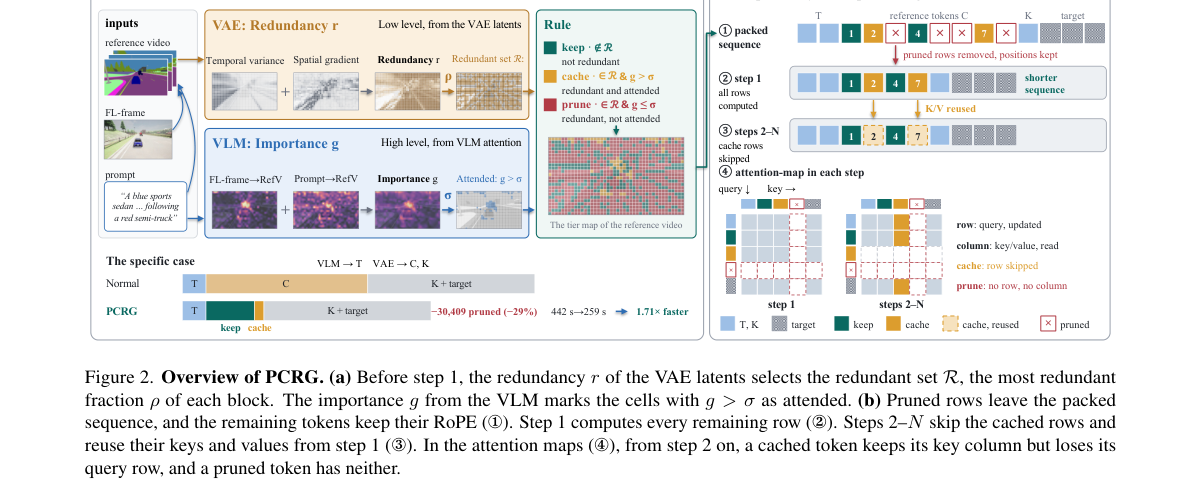 inputs
reference video
FL-frame
prompt
"A blue sports
sedan ... following
a red semi-truck"
VAE: Redundancy r
Low level, from the VAE latents
Temporal variance
Spatial gradient
Redundancy r
Redundant set ℛ:
+
ρ
VLM: Importance g
High level, from VLM attention
FL-frame→RefV
Prompt→RefV
Importance g
Attended: g > σ
+
σ
Rule
keep · ∉ ℛ
not redundant
cache · ∈ ℛ & g > σ
redundant and attended
prune · ∈ ℛ & g ≤ σ
redundant, not attended
The tier map of the reference video
The specific case
VLM → T VAE → C, K
Normal
T
C
K + target
PCRG
T
K + target
−30,409 pruned (−29%)
442 s→259 s
1.71× faster
keep cache
T
reference tokens C
K
target
① packed
sequence
1 2 × 4 × × 7 ×
pruned rows removed, positions kept
② step 1
all rows
computed
1 2 4 7
shorter
sequence
K/V reused
③ steps 2–N
cache rows
skipped
1 2 4 7
④ attention-map in each step
query ↓ key →
×
×
×
×
step 1
steps 2–N
row: query, updated
column: key/value, read
cache: row skipped
prune: no row, no column
T, K
target
keep
cache
cache, reused
×
pruned
Figure 2. Overview of PCRG. (a) Before step 1, the redundancy r of the VAE latents selects the redundant set ℛ, the most redundant
fraction ρ of each block. The importance g from the VLM marks the cells with g > σ as attended. (b) Pruned rows leave the packed
sequence, and the remaining tokens keep their RoPE (①). Step 1 computes every remaining row (②). Steps 2–N skip the cached rows and
reuse their keys and values from step 1 (③). In the attention maps (④), from step 2 on, a cached token keeps its key column but loses its
query row, and a pruned token has neither.